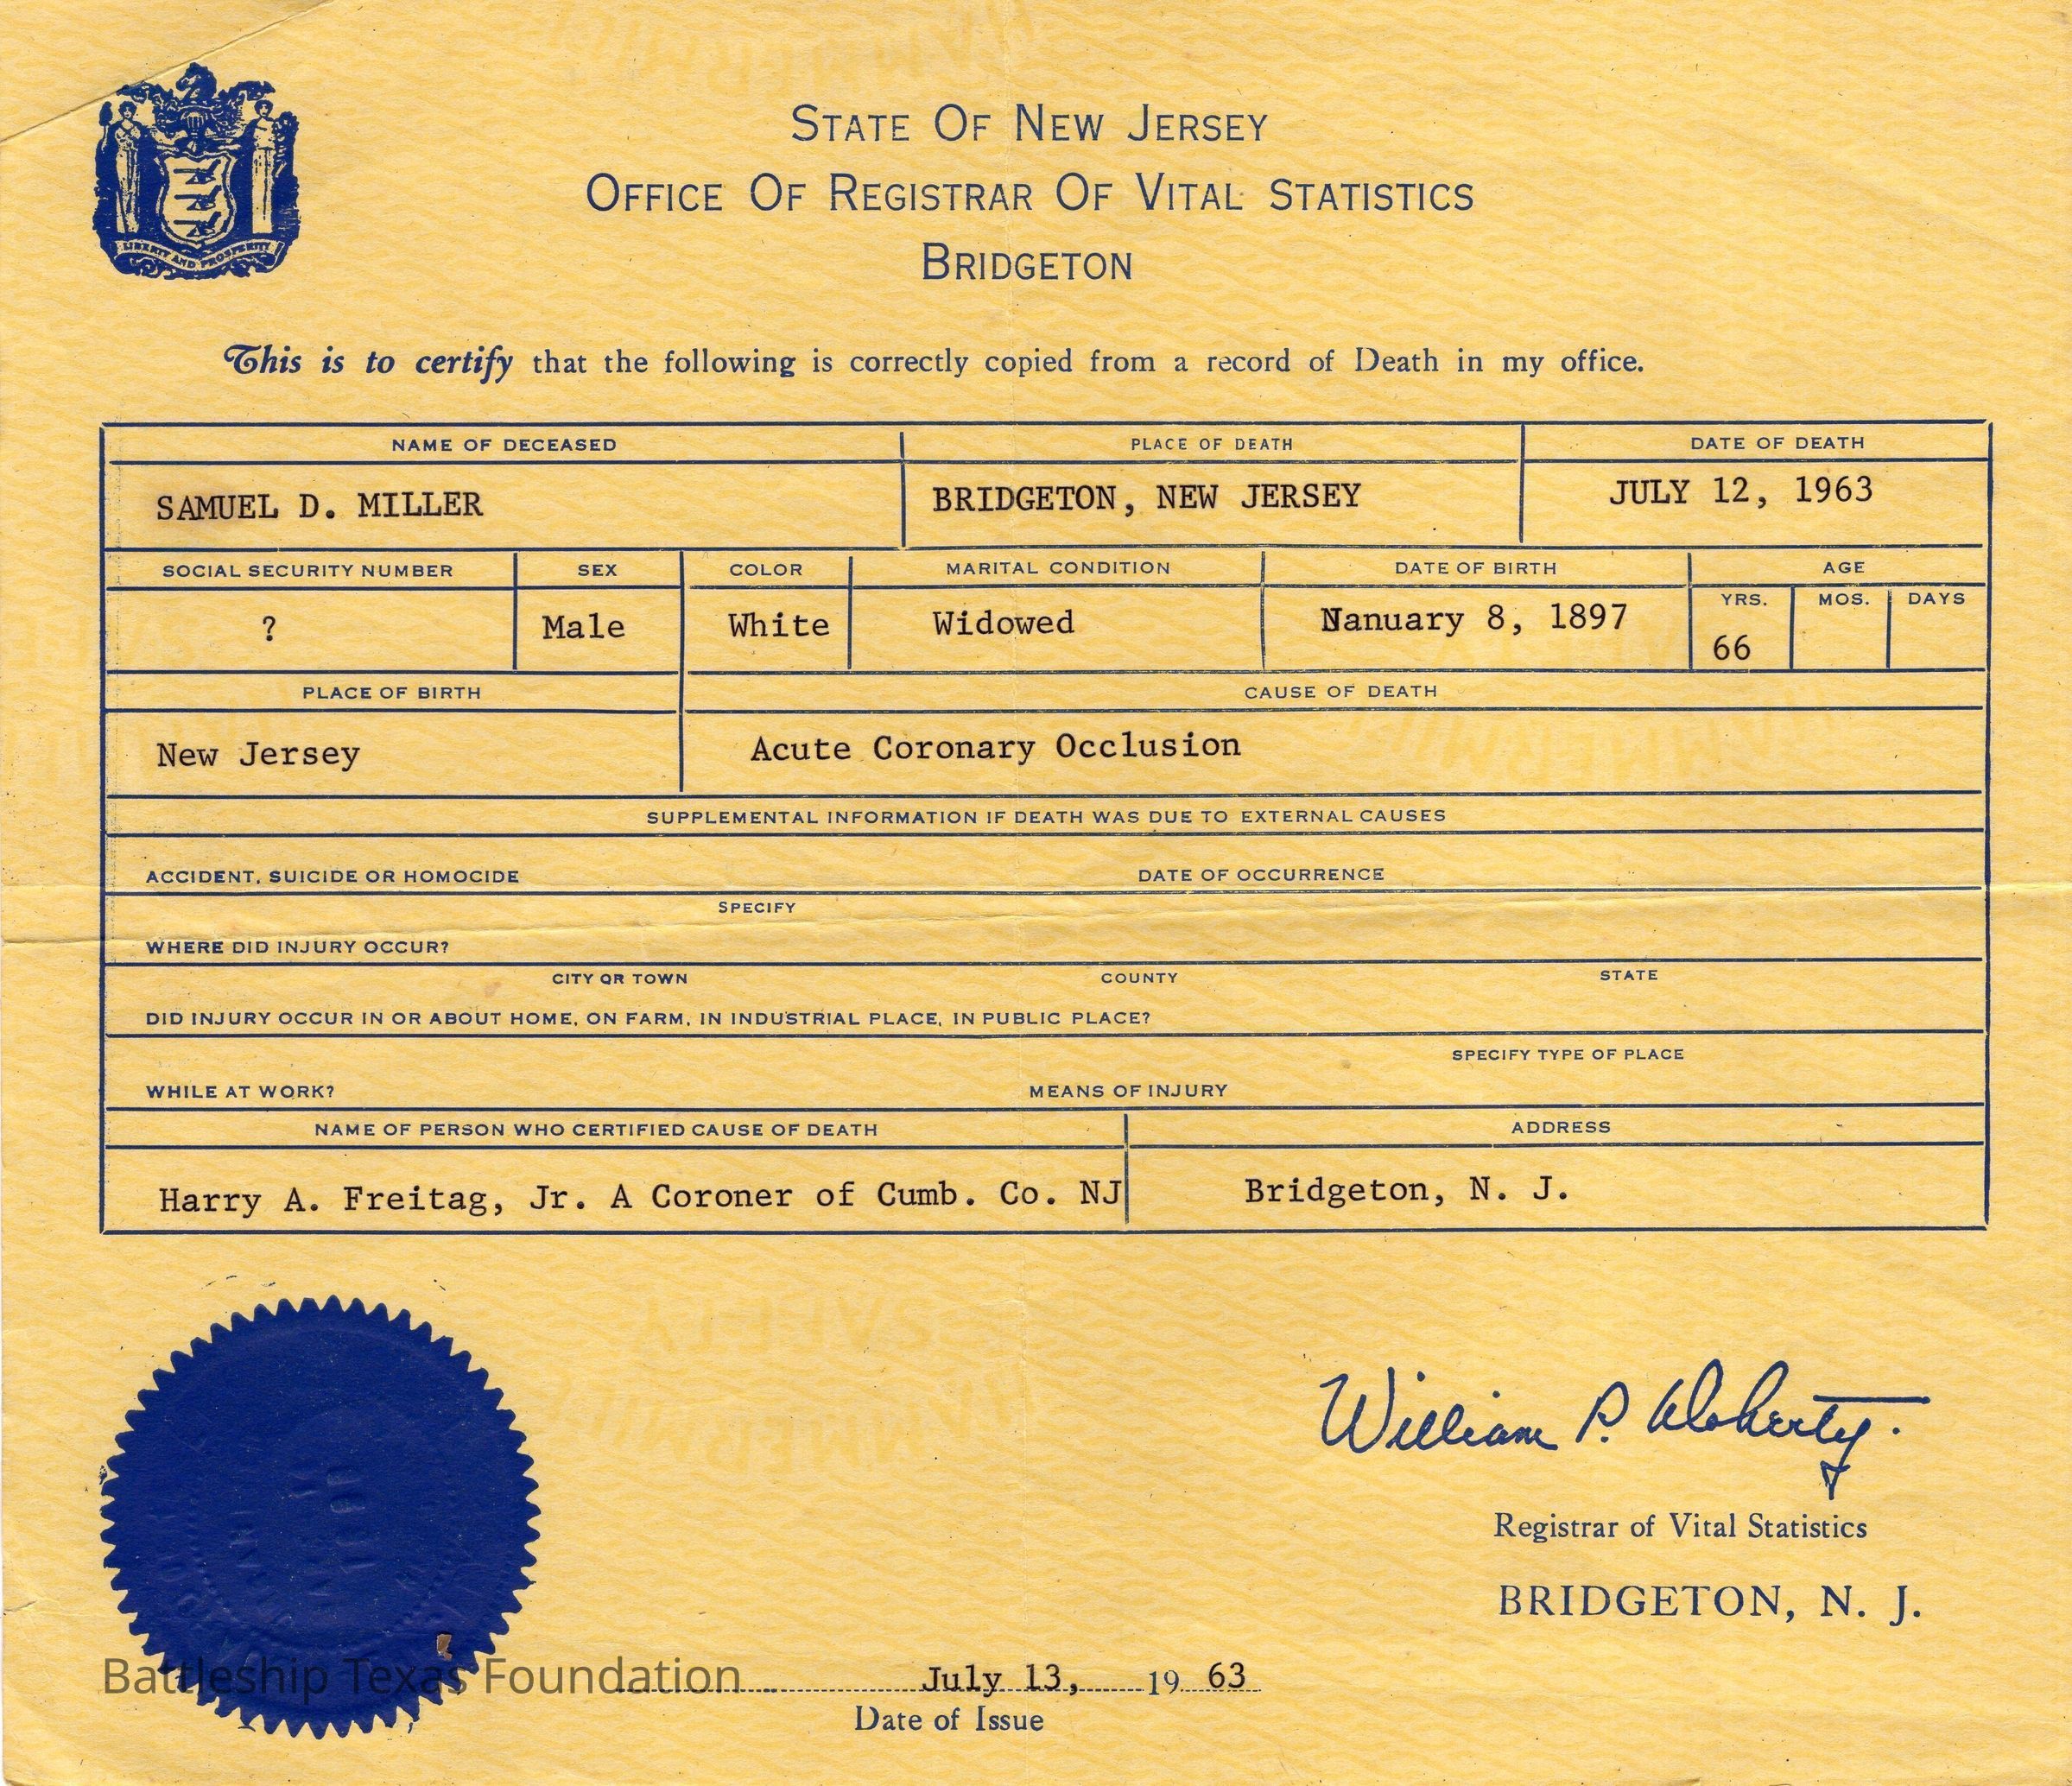 LIBERTY AND PROSPERITY
STATE OF NEW JERSEY
OFFICE OF REGISTRAR OF VITAL STATISTICS
BRIDGETON
This is to certify that the following is correctly copied from a record of Death in my office.
NAME OF DECEASED PLACE OF DEATH DATE OF DEATH
SAMUEL D. MILLER BRIDGETON, NEW JERSEY JULY 12, 1963
SOCIAL SECURITY NUMBER SEX COLOR MARITAL CONDITION DATE OF BIRTH AGE
YRS. MOS. DAYS
? Male White Widowed Nanuary 8, 1897 66
PLACE OF BIRTH CAUSE OF DEATH
New Jersey Acute Coronary Occlusion
SUPPLEMENTAL INFORMATION IF DEATH WAS DUE TO EXTERNAL CAUSES
ACCIDENT, SUICIDE OR HOMOCIDE DATE OF OCCURRENCE
SPECIFY
WHERE DID INJURY OCCUR?
CITY OR TOWN COUNTY STATE
DID INJURY OCCUR IN OR ABOUT HOME, ON FARM, IN INDUSTRIAL PLACE, IN PUBLIC PLACE?
SPECIFY TYPE OF PLACE
WHILE AT WORK? MEANS OF INJURY
NAME OF PERSON WHO CERTIFIED CAUSE OF DEATH ADDRESS
Harry A. Freitag, Jr. A Coroner of Cumb. Co. NJ Bridgeton, N. J.
William P. Doherty.
Registrar of Vital Statistics
BRIDGETON, N. J.
Battleship Texas Foundation
July 13, 19 63
Date of Issue